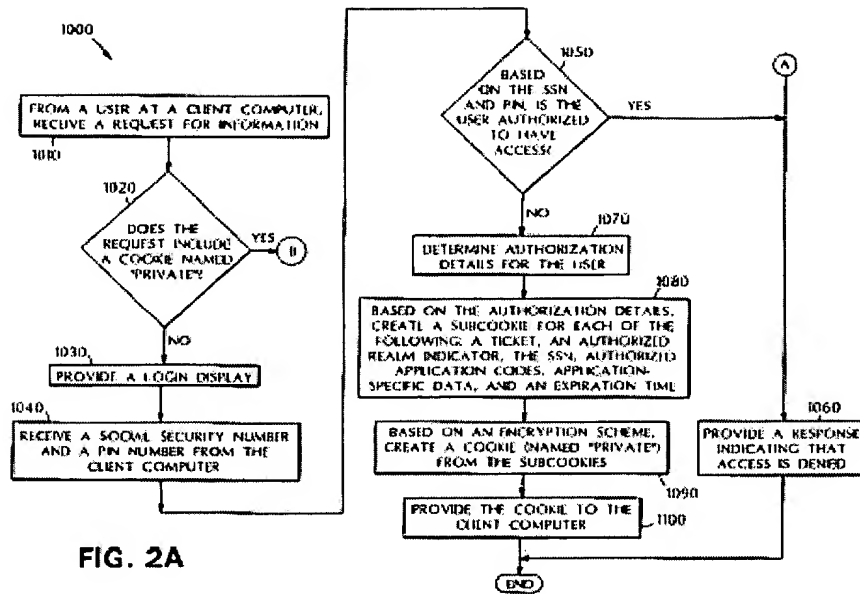 1000
FROM A USER AT A CLIENT COMPUTER,
RECEIVE A REQUEST FOR INFORMATION
1010
1020
DOES THE
REQUEST INCLUDE
A COOKIE NAMED
"PRIVATE"?
YES
B
NO
1030
PROVIDE A LOGIN DISPLAY
1040
RECEIVE A SOCIAL SECURITY NUMBER
AND A PIN NUMBER FROM THE
CLIENT COMPUTER
FIG. 2A
1050
BASED
ON THE SSN
AND PIN, IS THE
USER AUTHORIZED
TO HAVE
ACCESS?
YES
A
NO
1070
DETERMINE AUTHORIZATION
DETAILS FOR THE USER
1080
BASED ON THE AUTHORIZATION DETAILS,
CREATE A SUBCOOKIE FOR EACH OF THE
FOLLOWING: A TICKET, AN AUTHORIZED
REALM INDICATOR, THE SSN, AUTHORIZED
APPLICATION CODES, APPLICATION-
SPECIFIC DATA, AND AN EXPIRATION TIME
BASED ON AN ENCRYPTION SCHEME,
CREATE A COOKIE (NAMED "PRIVATE")
FROM THE SUBCOOKIES
1090
PROVIDE THE COOKIE TO THE
CLIENT COMPUTER
1100
1060
PROVIDE A RESPONSE
INDICATING THAT
ACCESS IS DENIED
END